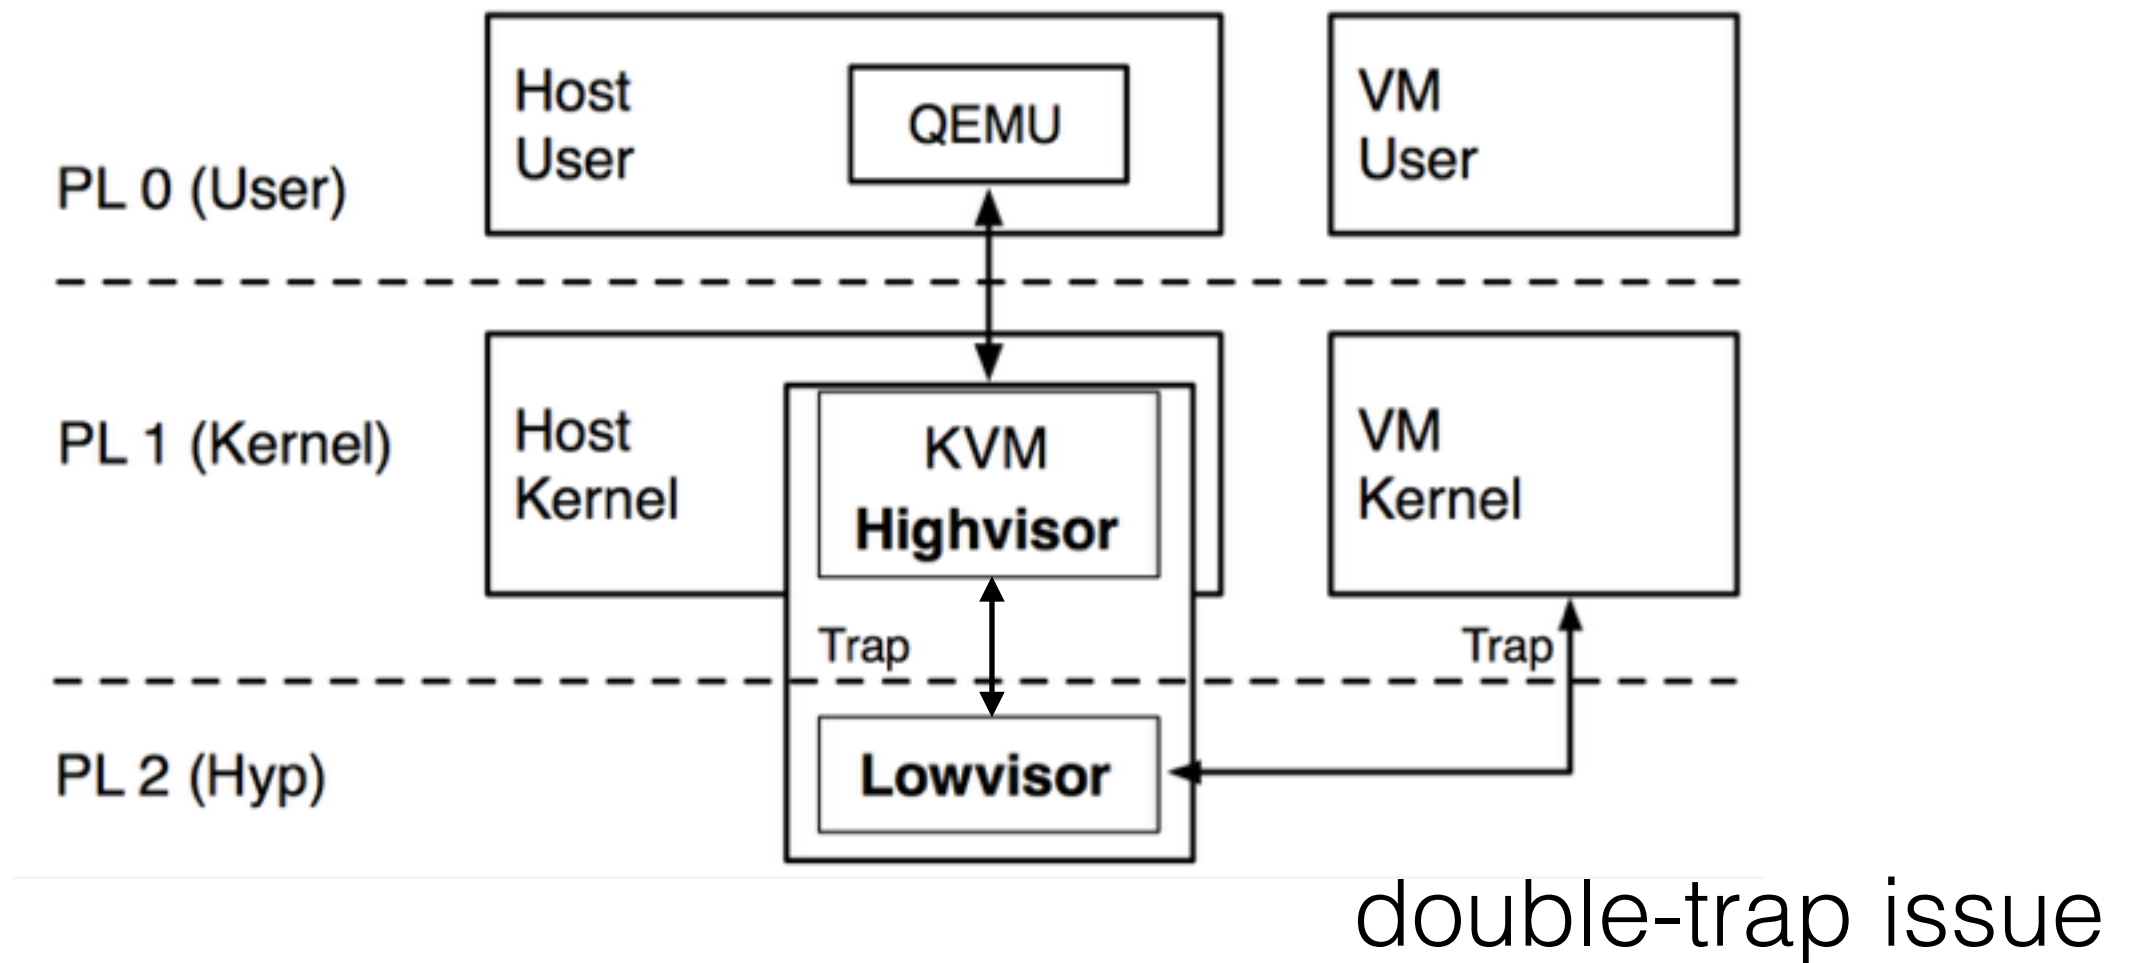 Host
User
QEMU
VM
User
PL 0 (User)
Host
Kernel
KVM
Highvisor
VM
Kernel
PL 1 (Kernel)
Trap
Trap
Lowvisor
PL 2 (Hyp)
double-trap issue